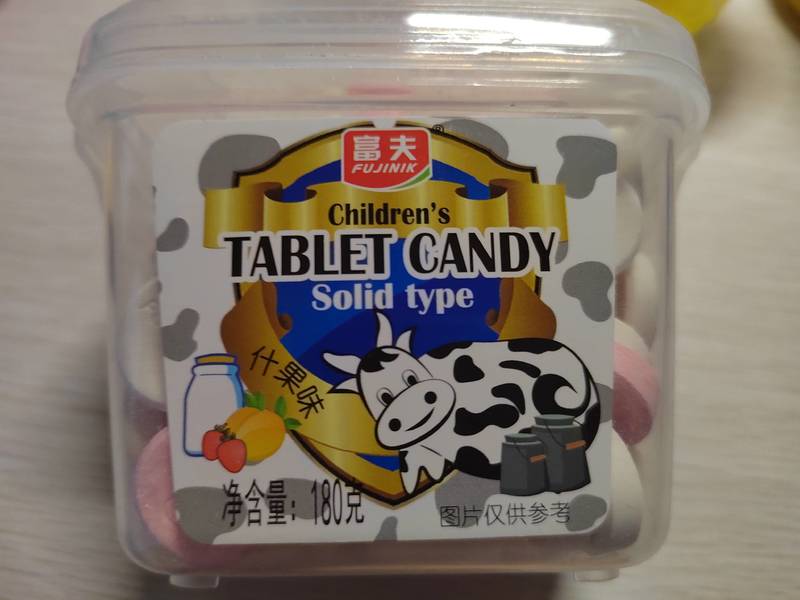 富夫®
FUJINIK
Children's
TABLET CANDY
Solid type
什果味
净含量：180克
图片仅供参考